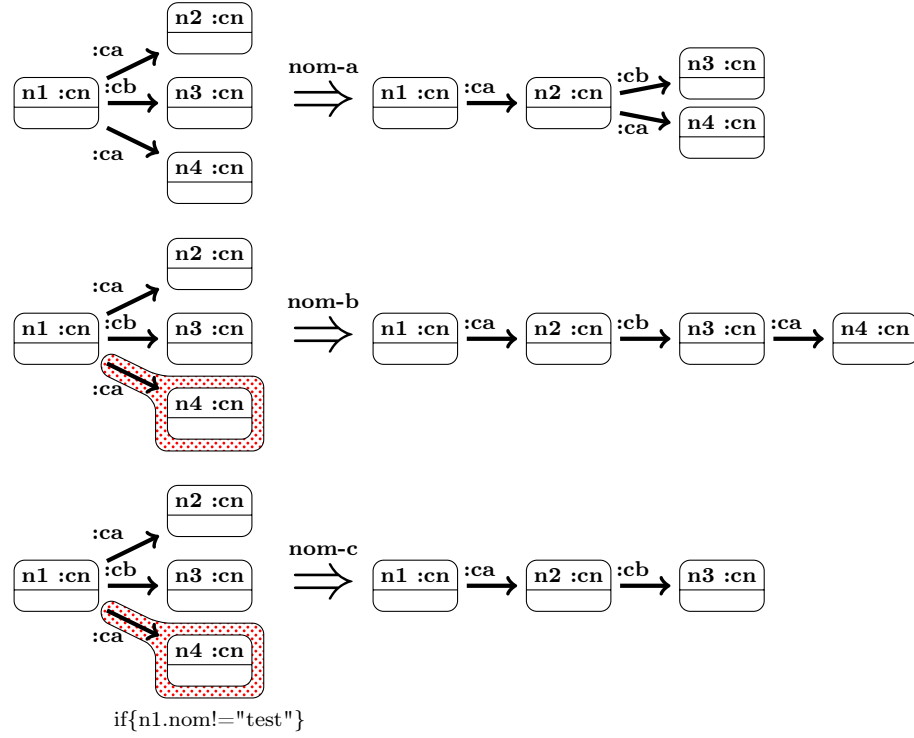 n2 :cn
:ca
n1 :cn
:cb
n3 :cn
:ca
n4 :cn
nom-a
n1 :cn
:ca
n2 :cn
:cb
n3 :cn
:ca
n4 :cn
n2 :cn
:ca
n1 :cn
:cb
n3 :cn
:ca
n4 :cn
nom-b
n1 :cn
:ca
n2 :cn
:cb
n3 :cn
:ca
n4 :cn
n2 :cn
:ca
n1 :cn
:cb
n3 :cn
:ca
n4 :cn
if{n1.nom!="test"}
nom-c
n1 :cn
:ca
n2 :cn
:cb
n3 :cn